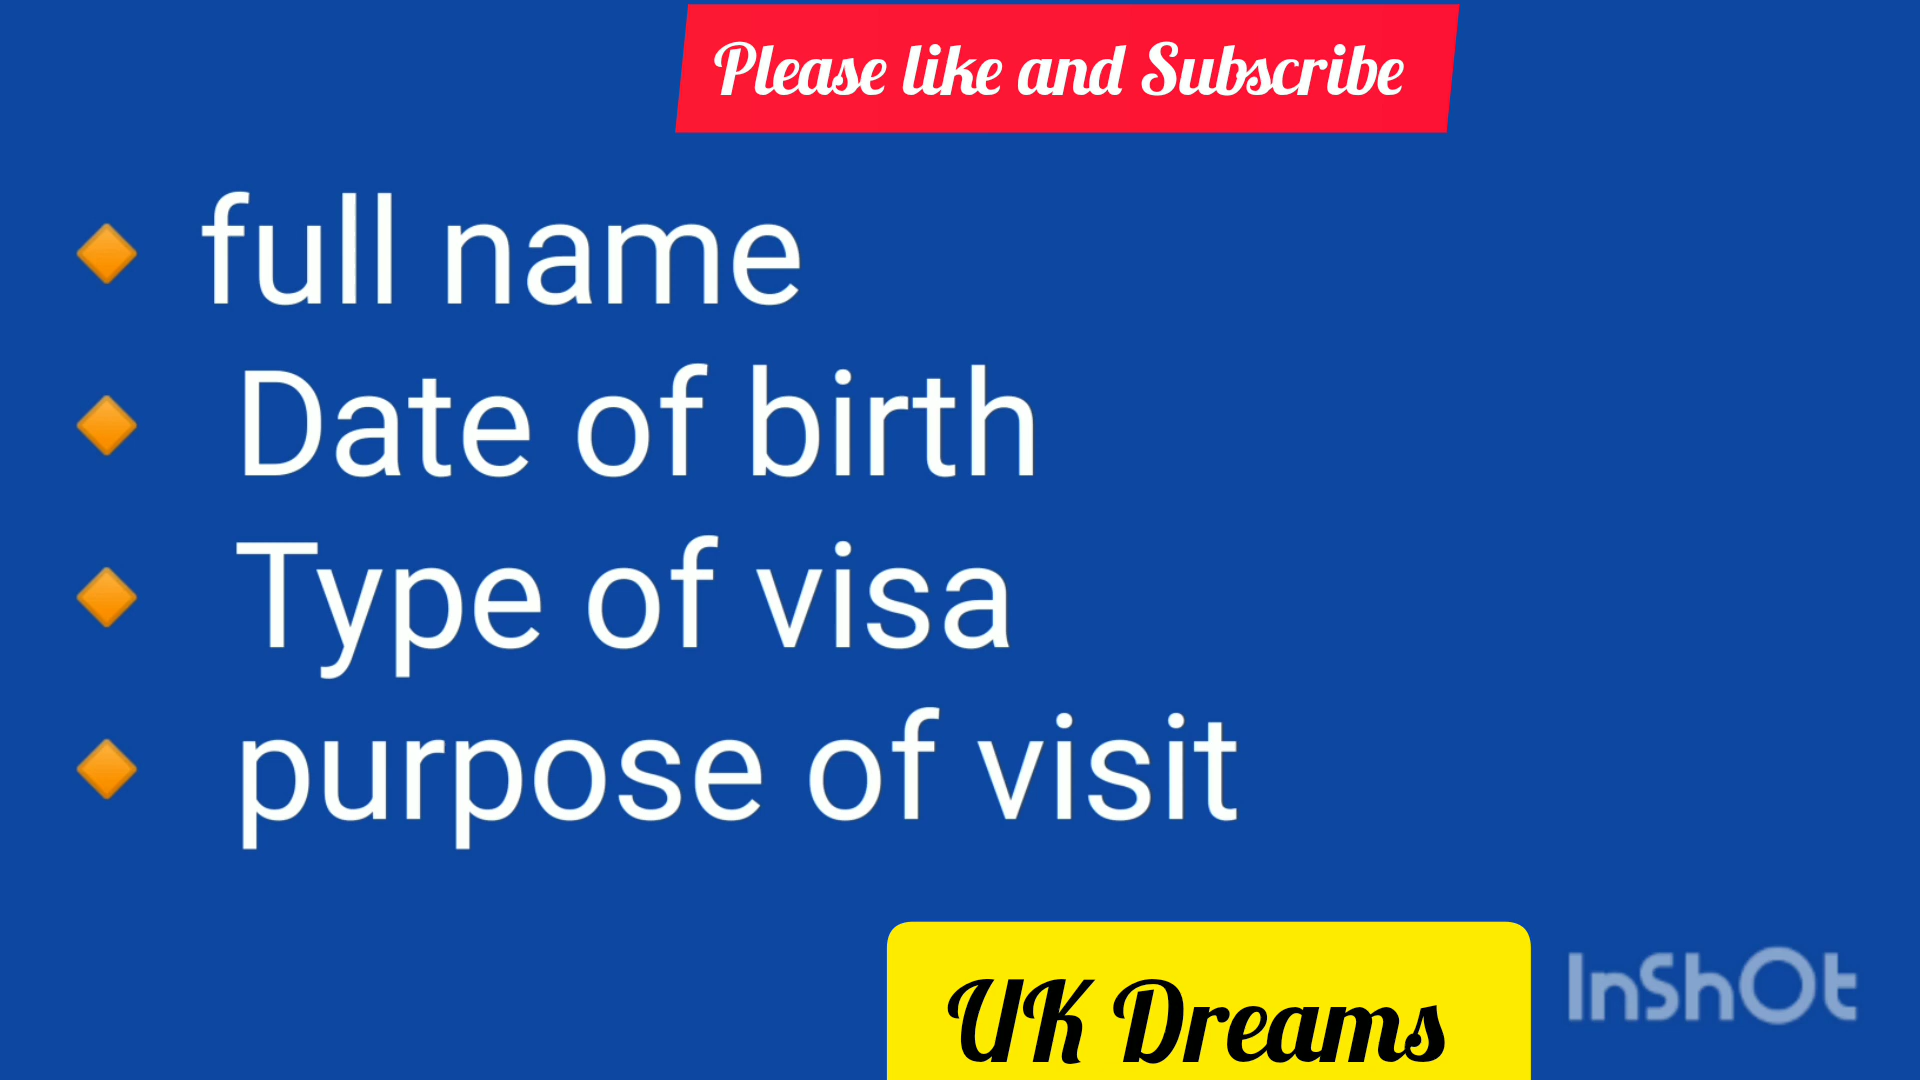 Please like and Subscribe
🔸 full name
🔸 Date of birth
🔸 Type of visa
🔸 purpose of visit
UK Dreams
InShOt